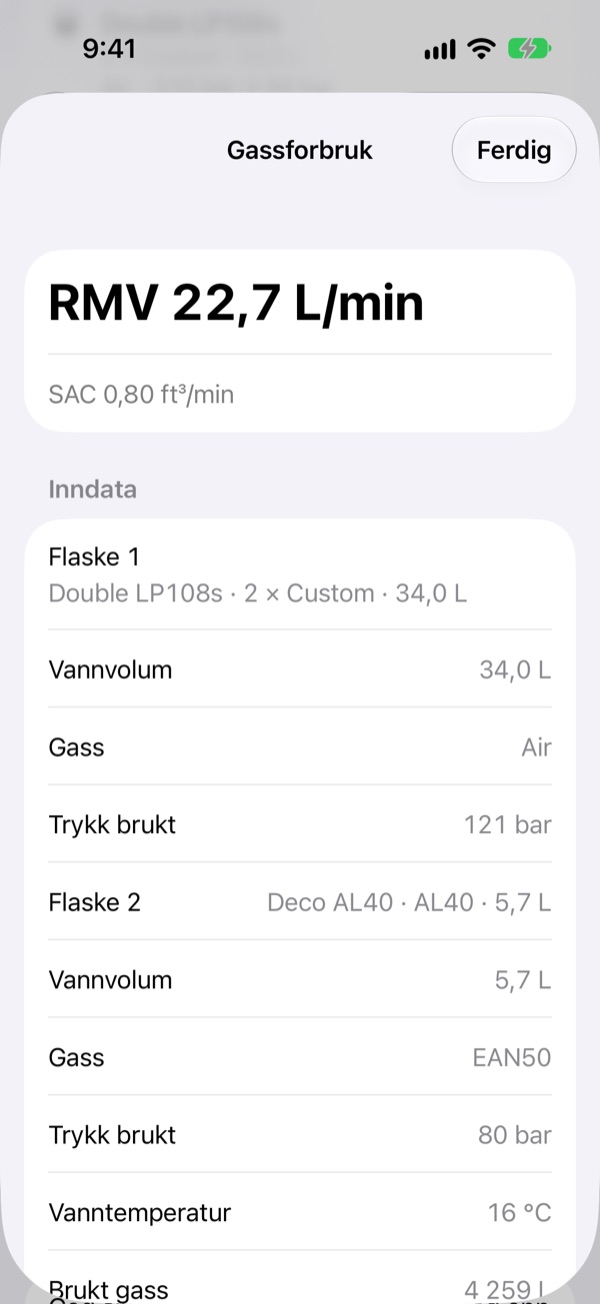 9:41
Gassforbruk
Ferdig
RMV 22,7 L/min
SAC 0,80 ft³/min
Inndata
Flaske 1
Double LP108s · 2 × Custom · 34,0 L
Vannvolum 34,0 L
Gass Air
Trykk brukt 121 bar
Flaske 2 Deco AL40 · AL40 · 5,7 L
Vannvolum 5,7 L
Gass EAN50
Trykk brukt 80 bar
Vanntemperatur 16 °C
Brukt gass 4 259 L